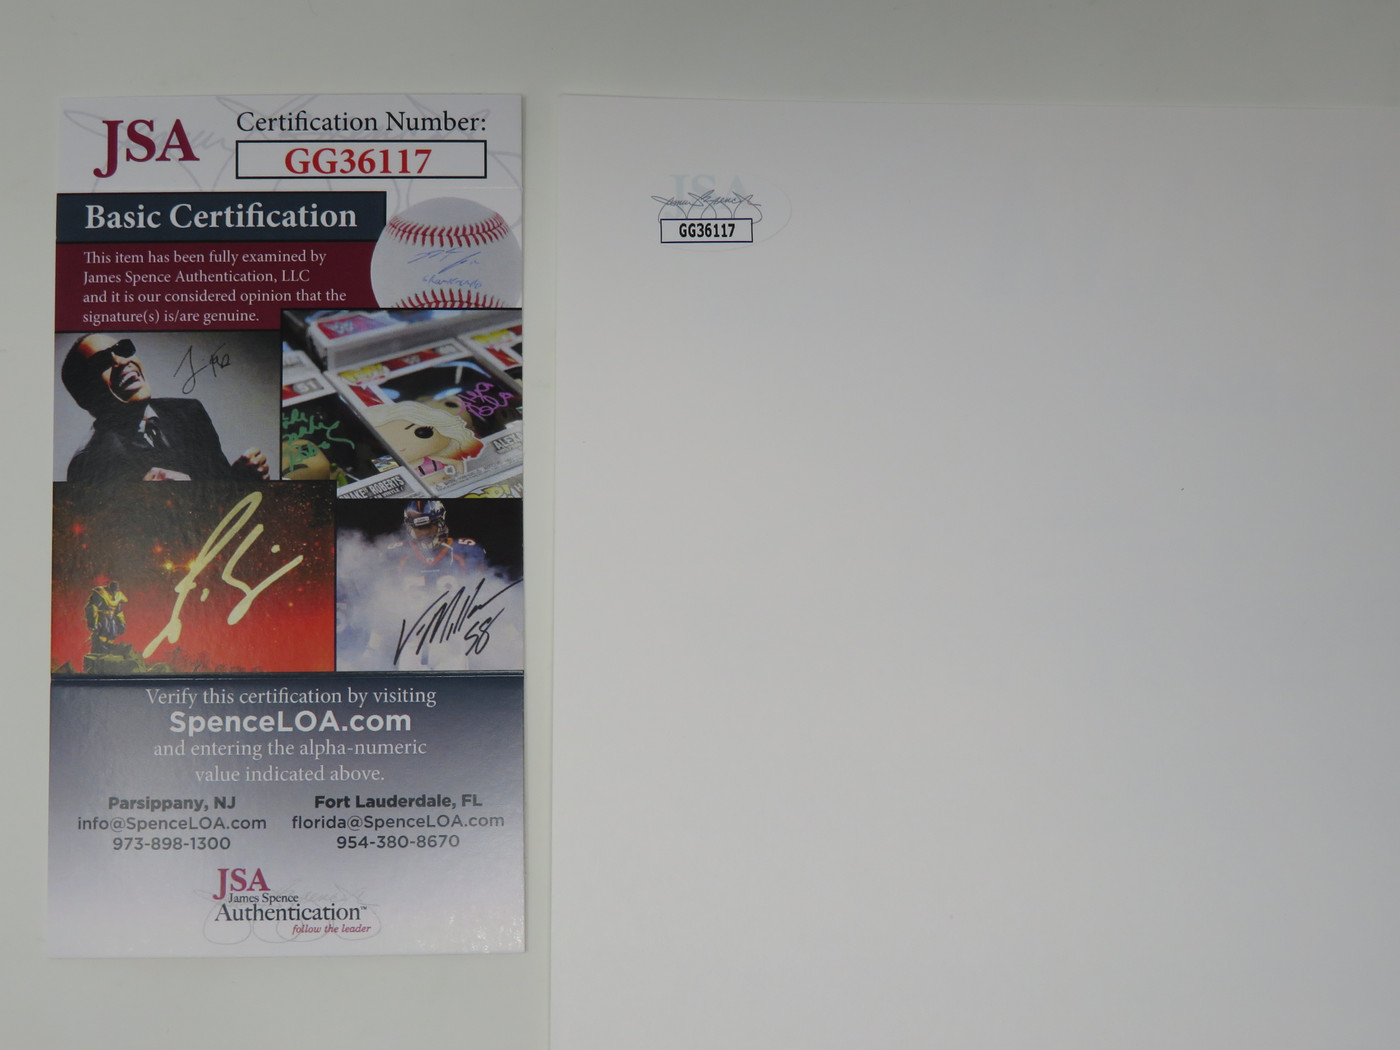 JSA
Certification Number:
GG36117
Basic Certification
This item has been fully examined by
James Spence Authentication, LLC
and it is our considered opinion that the
signature(s) is/are genuine.
58
Verify this certification by visiting
SpenceLOA.com
and entering the alpha-numeric
value indicated above.
Parsippany, NJ
info@SpenceLOA.com
973-898-1300
Fort Lauderdale, FL
florida@SpenceLOA.com
954-380-8670
JSA
James Spence
Authentication™
follow the leader
JSA
GG36117